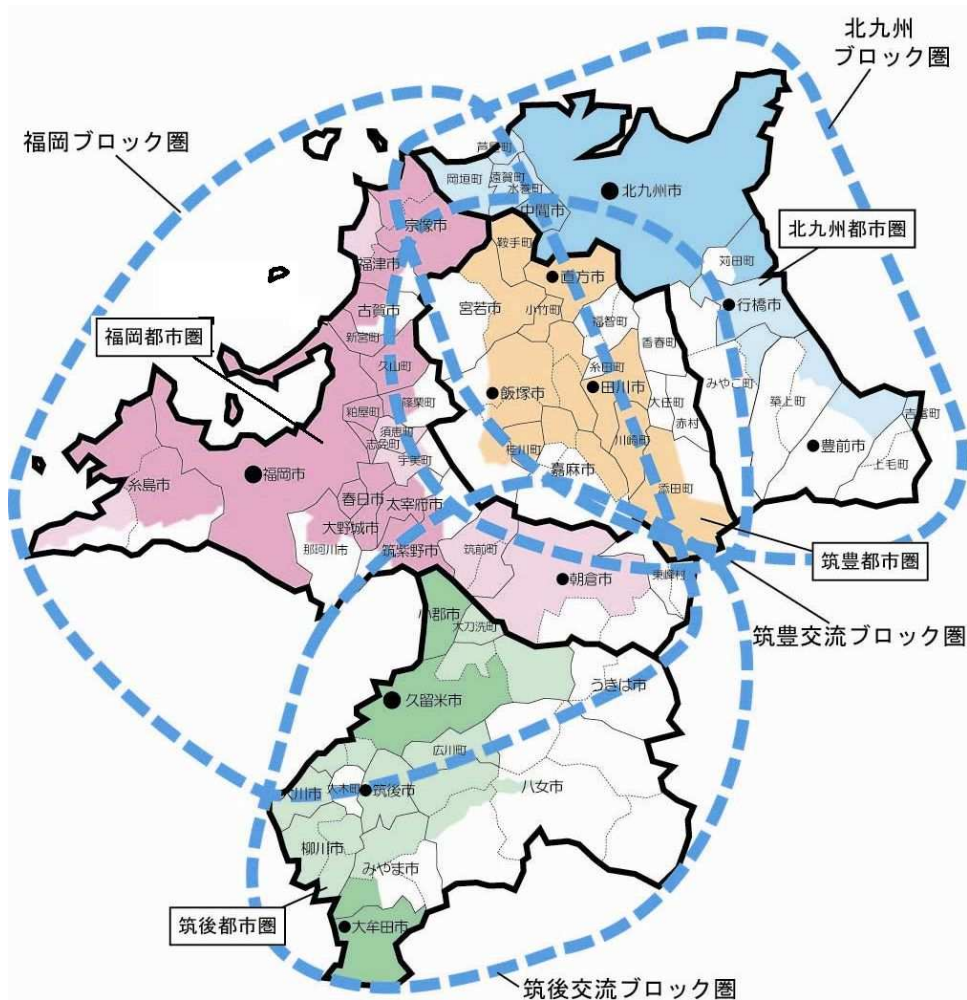 北九州
ブロック圏
福岡ブロック圏
芦屋町
岡垣町
遠賀町
水巻町
中間市
北九州市
宗像市
北九州都市圏
鞍手町
苅田町
福津市
直方市
行橋市
古賀市
宮若市
小竹町
福智町
福岡都市圏
新宮町
香春町
久山町
糸田町
みやこ町
飯塚市
田川市
篠栗町
大任町
築上町
吉富町
粕屋町
赤村
須恵町
志免町
川崎町
豊前市
桂川町
宇美町
嘉麻市
上毛町
福岡市
糸島市
添田町
春日市
太宰府市
大野城市
那珂川市
筑紫野市
筑前町
筑豊都市圏
朝倉市
東峰村
小郡市
大刀洗町
筑豊交流ブロック圏
うきは市
久留米市
広川町
大川市
大木町
筑後市
八女市
柳川市
みやま市
筑後都市圏
大牟田市
筑後交流ブロック圏